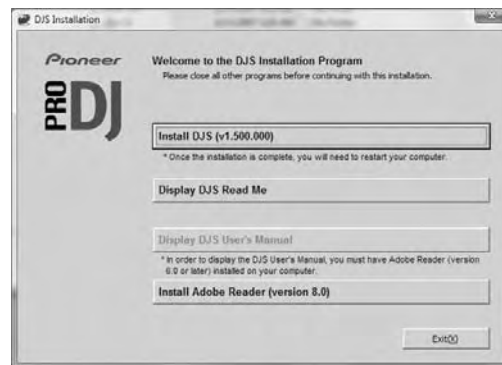 DJS Installation
Pioneer
PRO DJ
Welcome to the DJS Installation Program
Please close all other programs before continuing with this installation.
Install DJS (v1.500.000)
* Once the installation is complete, you will need to restart your computer.
Display DJS Read Me
Display DJS User's Manual
* In order to display the DJS User's Manual, you must have Adobe Reader (version
6.0 or later) installed on your computer.
Install Adobe Reader (version 8.0)
Exit(X)